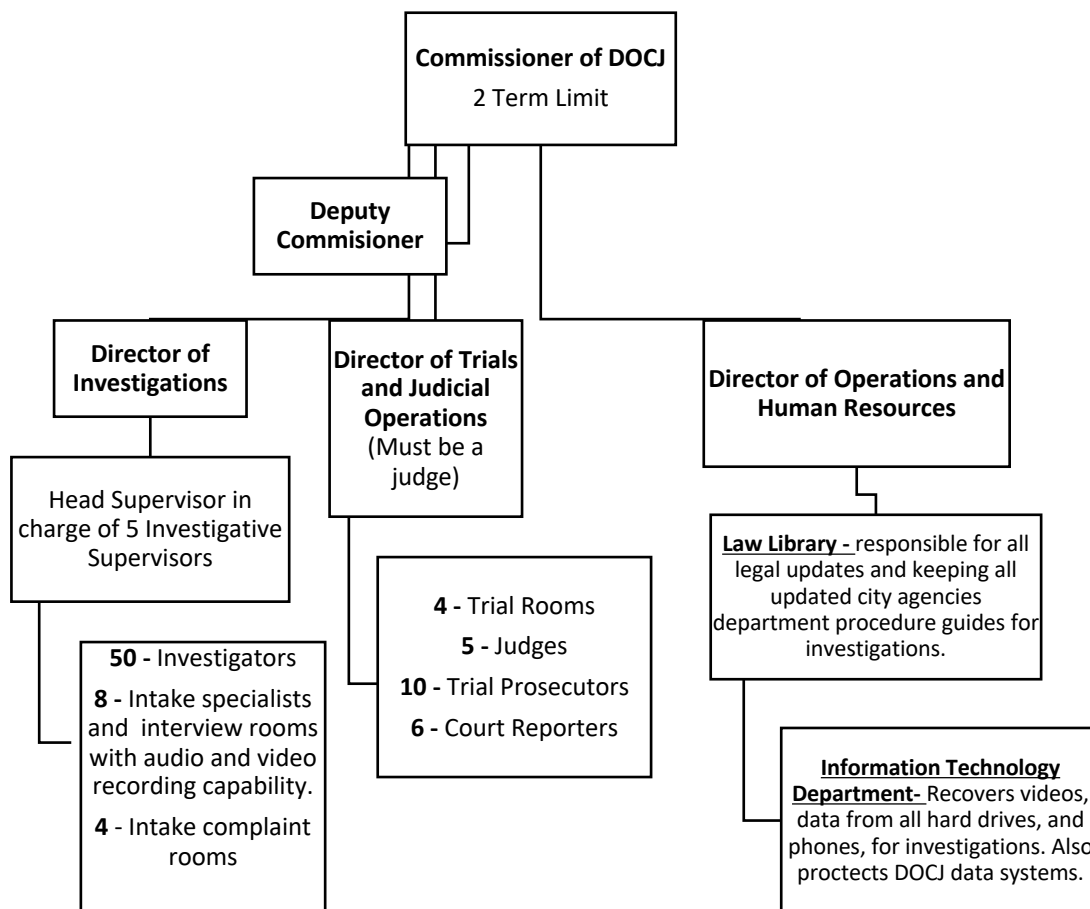 Commissioner of DOCJ
2 Term Limit
Deputy
Commisioner
Director of
Investigations
Director of Trials
and Judicial
Operations
(Must be a
judge)
Director of Operations and
Human Resources
Head Supervisor in
charge of 5 Investigative
Supervisors
50 - Investigators
8 - Intake specialists
and interview rooms
with audio and video
recording capability.
4 - Intake complaint
rooms
4 - Trial Rooms
5 - Judges
10 - Trial Prosecutors
6 - Court Reporters
Law Library - responsible for all
legal updates and keeping all
updated city agencies
department procedure guides for
investigations.
Information Technology
Department- Recovers videos,
data from all hard drives, and
phones, for investigations. Also
proctects DOCJ data systems.